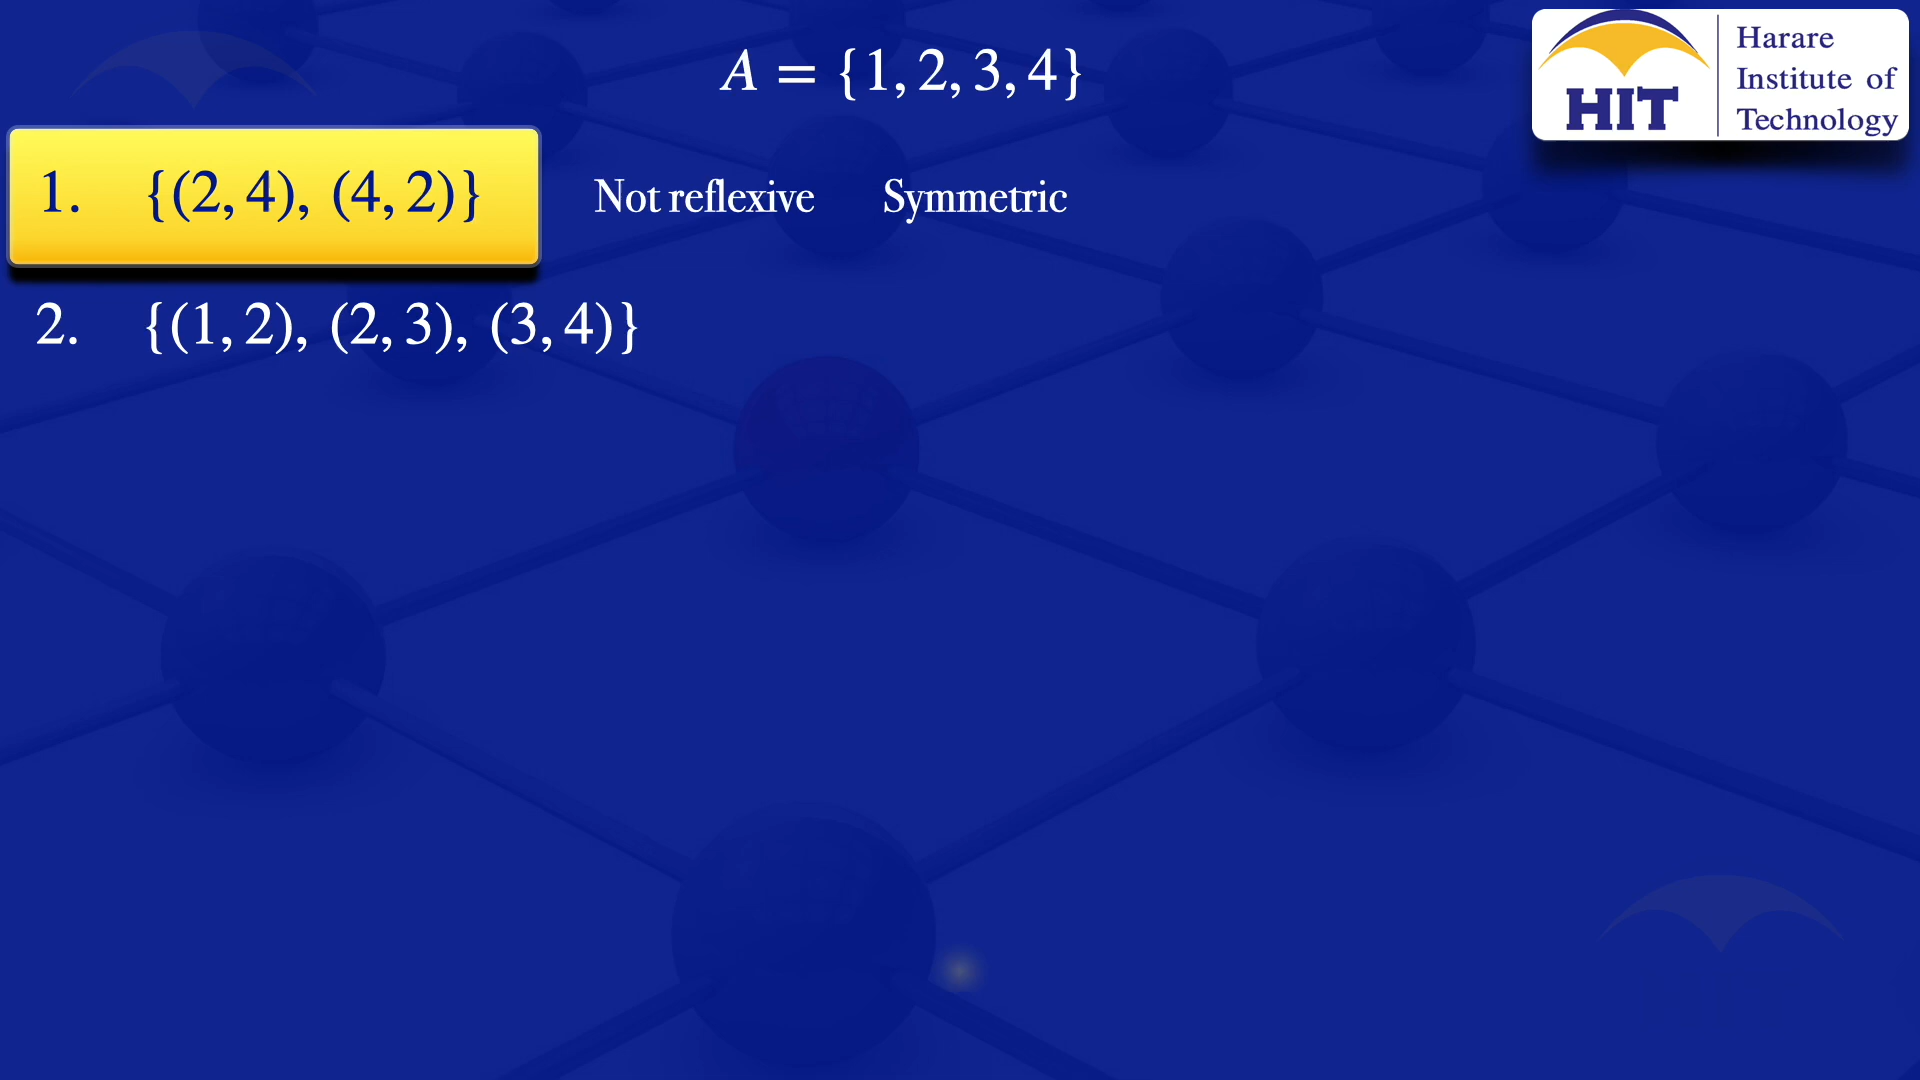 A = {1, 2, 3, 4}
HIT
Harare
Institute of
Technology
1. {(2, 4), (4, 2)} Not reflexive Symmetric
2. {(1, 2), (2, 3), (3, 4)}